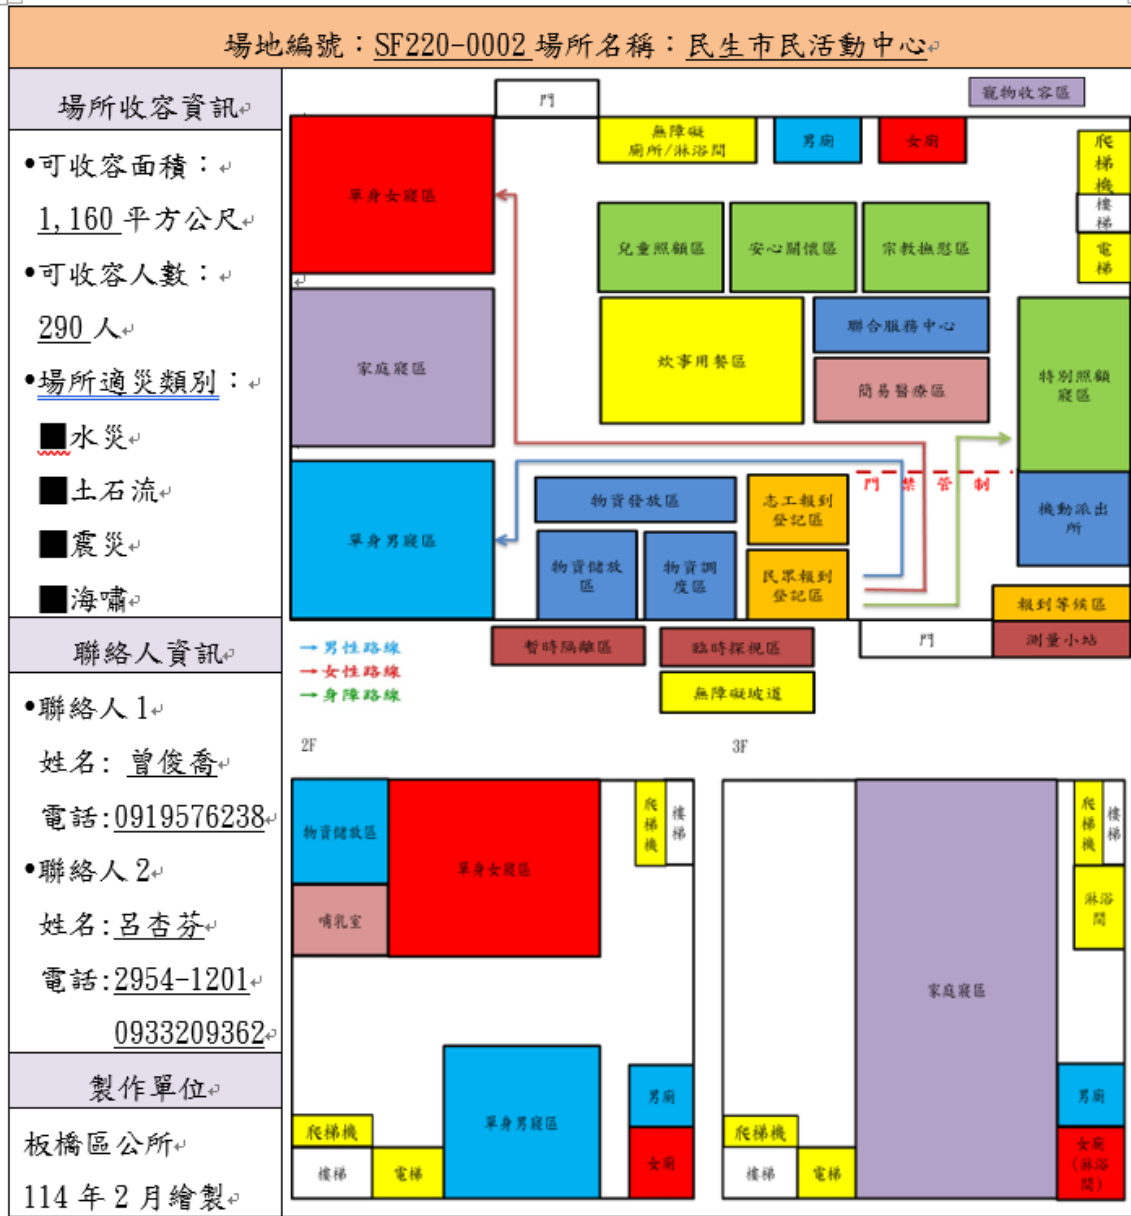 場地編號：SF220-0002 場所名稱：民生市民活動中心
場所收容資訊
•可收容面積：
1,160 平方公尺
•可收容人數：
290 人
•場所適災類別：
■水災
■土石流
■震災
■海嘯
聯絡人資訊
•聯絡人 1
姓名: 曾俊喬
電話:0919576238
•聯絡人 2
姓名:呂杏芬
電話:2954-1201
0933209362
製作單位
板橋區公所
114 年 2 月繪製
門
寵物收容區
無障礙
廁所/淋浴間
男廁
女廁
爬梯機
樓梯
電梯
單身女寢區
兒童照顧區
安心關懷區
宗教撫慰區
家庭寢區
炊事用餐區
聯合服務中心
簡易醫療區
特別照顧
寢區
門禁管制
單身男寢區
物資發放區
志工報到
登記區
機動派出
所
物資儲放
區
物資調
度區
民眾報到
登記區
報到等候區
暫時隔離區
臨時探視區
門
測量小站
無障礙坡道
→男性路線
→女性路線
→身障路線
2F
物資儲放區
單身女寢區
爬梯機
樓梯
哺乳室
單身男寢區
男廁
女廁
爬梯機
樓梯
電梯
3F
爬梯機
樓梯
淋浴
間
家庭寢區
男廁
女廁
(淋浴
間)
爬梯機
樓梯
電梯